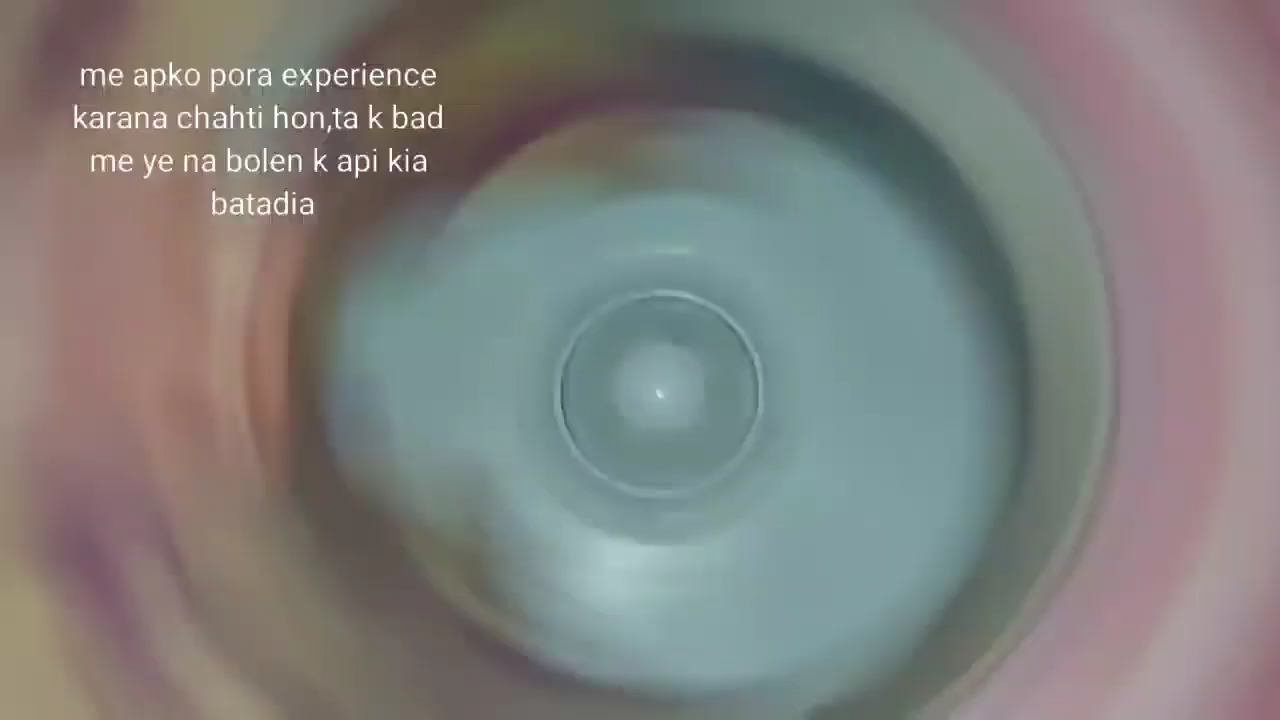 me apko pora experience
karana chahti hon,ta k bad
me ye na bolen k api kia
batadia